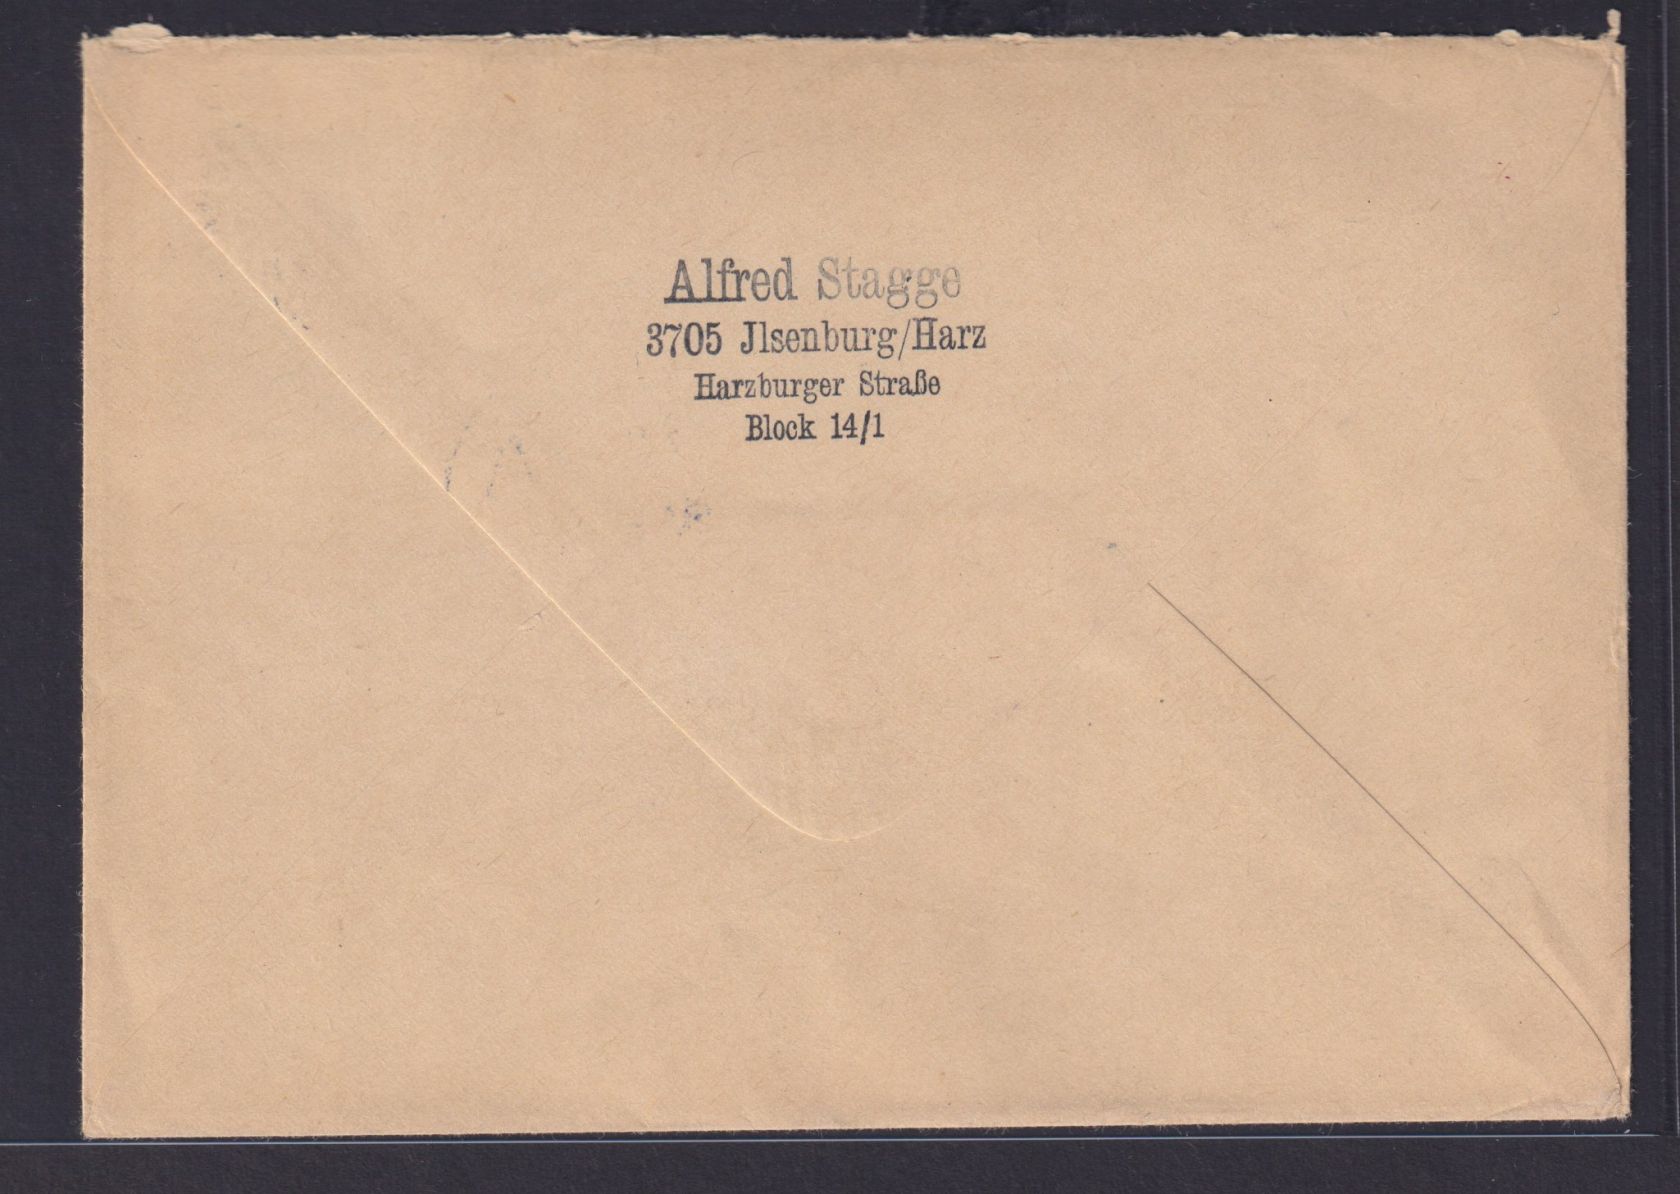 Alfred Stagge
3705 Jlsenburg/Harz
Harzburger Straße
Block 14/1